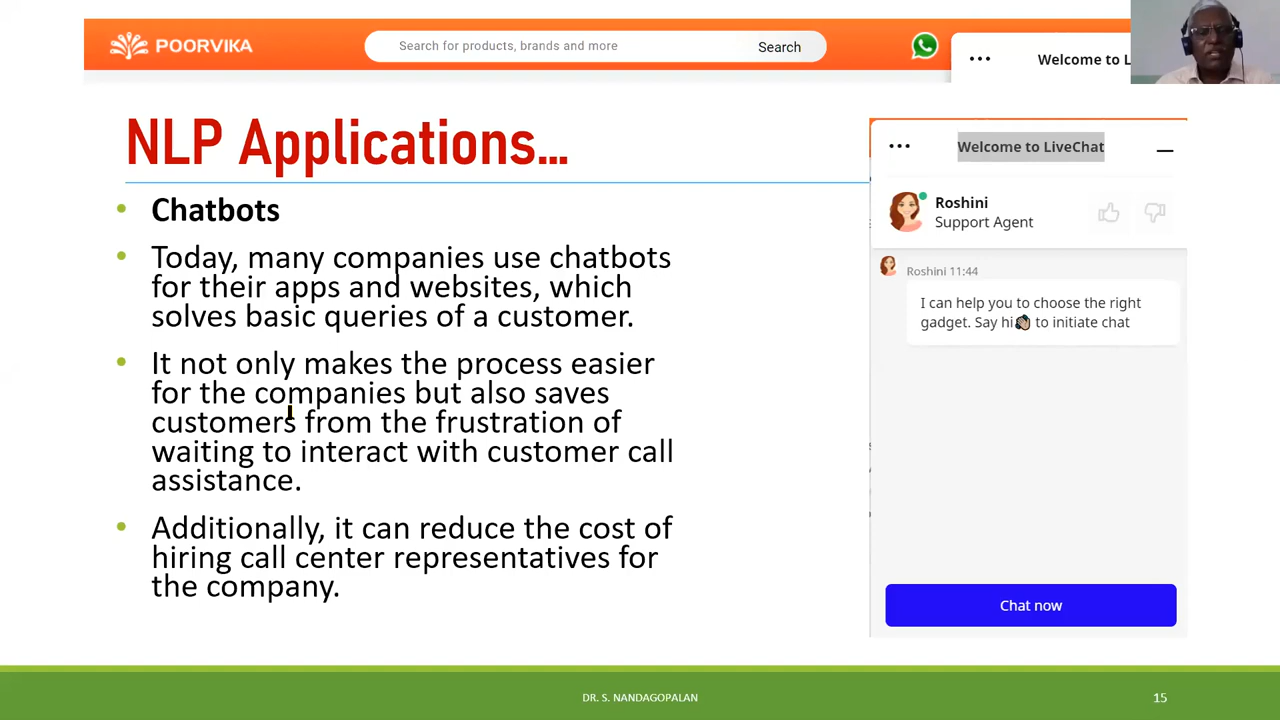 POORVIKA
Search for products, brands and more
Search
Welcome to L
NLP Applications...
• Chatbots
• Today, many companies use chatbots
for their apps and websites, which
solves basic queries of a customer.
• It not only makes the process easier
for the companies but also saves
customers from the frustration of
waiting to interact with customer call
assistance.
• Additionally, it can reduce the cost of
hiring call center representatives for
the company.
Welcome to LiveChat
Roshini
Support Agent
Roshini 11:44
I can help you to choose the right
gadget. Say hi👋 to initiate chat
Chat now
DR. S. NANDAGOPALAN
15